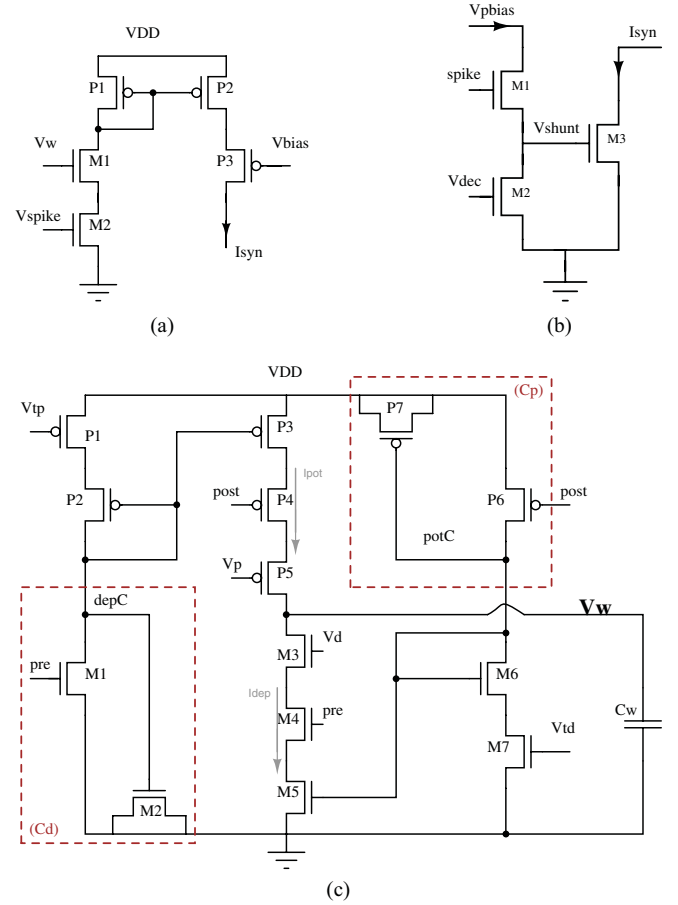 VDD
P1
P2
Vw
M1
P3
Vbias
Vspike
M2
Isyn
(a)
Vpbias
Isyn
spike
M1
Vshunt
M3
Vdec
M2
(b)
VDD
(Cp)
Vtp
P1
P3
P7
Ipot
P2
post
P4
P6
post
potC
Vp
P5
depC
Vw
Vd
M3
pre
M1
M6
Idep
M4
pre
Cw
M7
Vtd
M5
M2
(Cd)
(c)